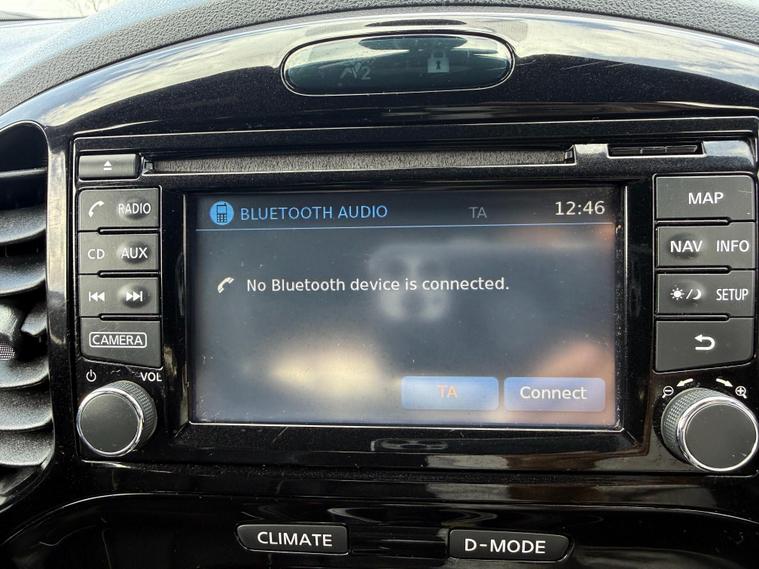 RADIO
CD AUX
CAMERA
VOL
BLUETOOTH AUDIO TA 12:46
No Bluetooth device is connected.
TA Connect
MAP
NAV INFO
SETUP
CLIMATE D-MODE